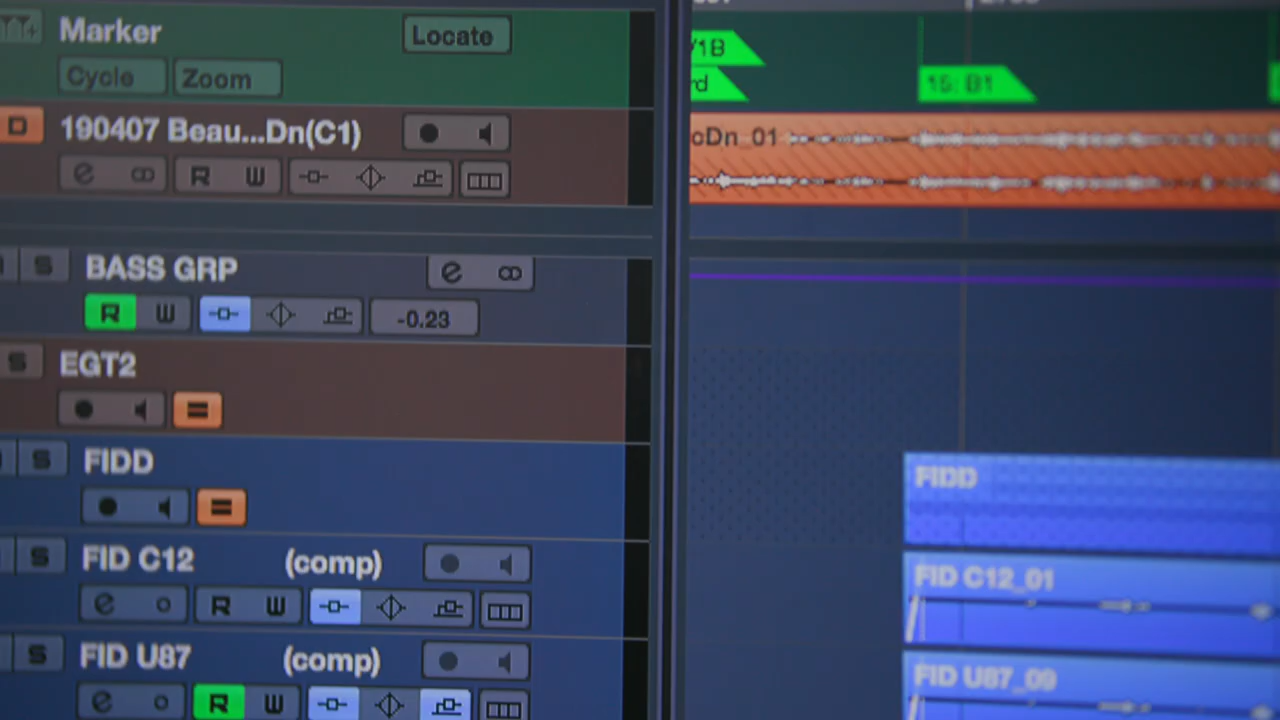 Marker
Locate
Cycle
Zoom
D
190407 Beau...Dn(C1)
e
R
W
S
BASS GRP
e
R
W
-0.23
S
EGT2
S
FIDD
S
FID C12 (comp)
e
R
W
S
FID U87 (comp)
e
R
W
1B
rd
15: B1
cDn_01
FIDD
FID C12_01
FID U87_09